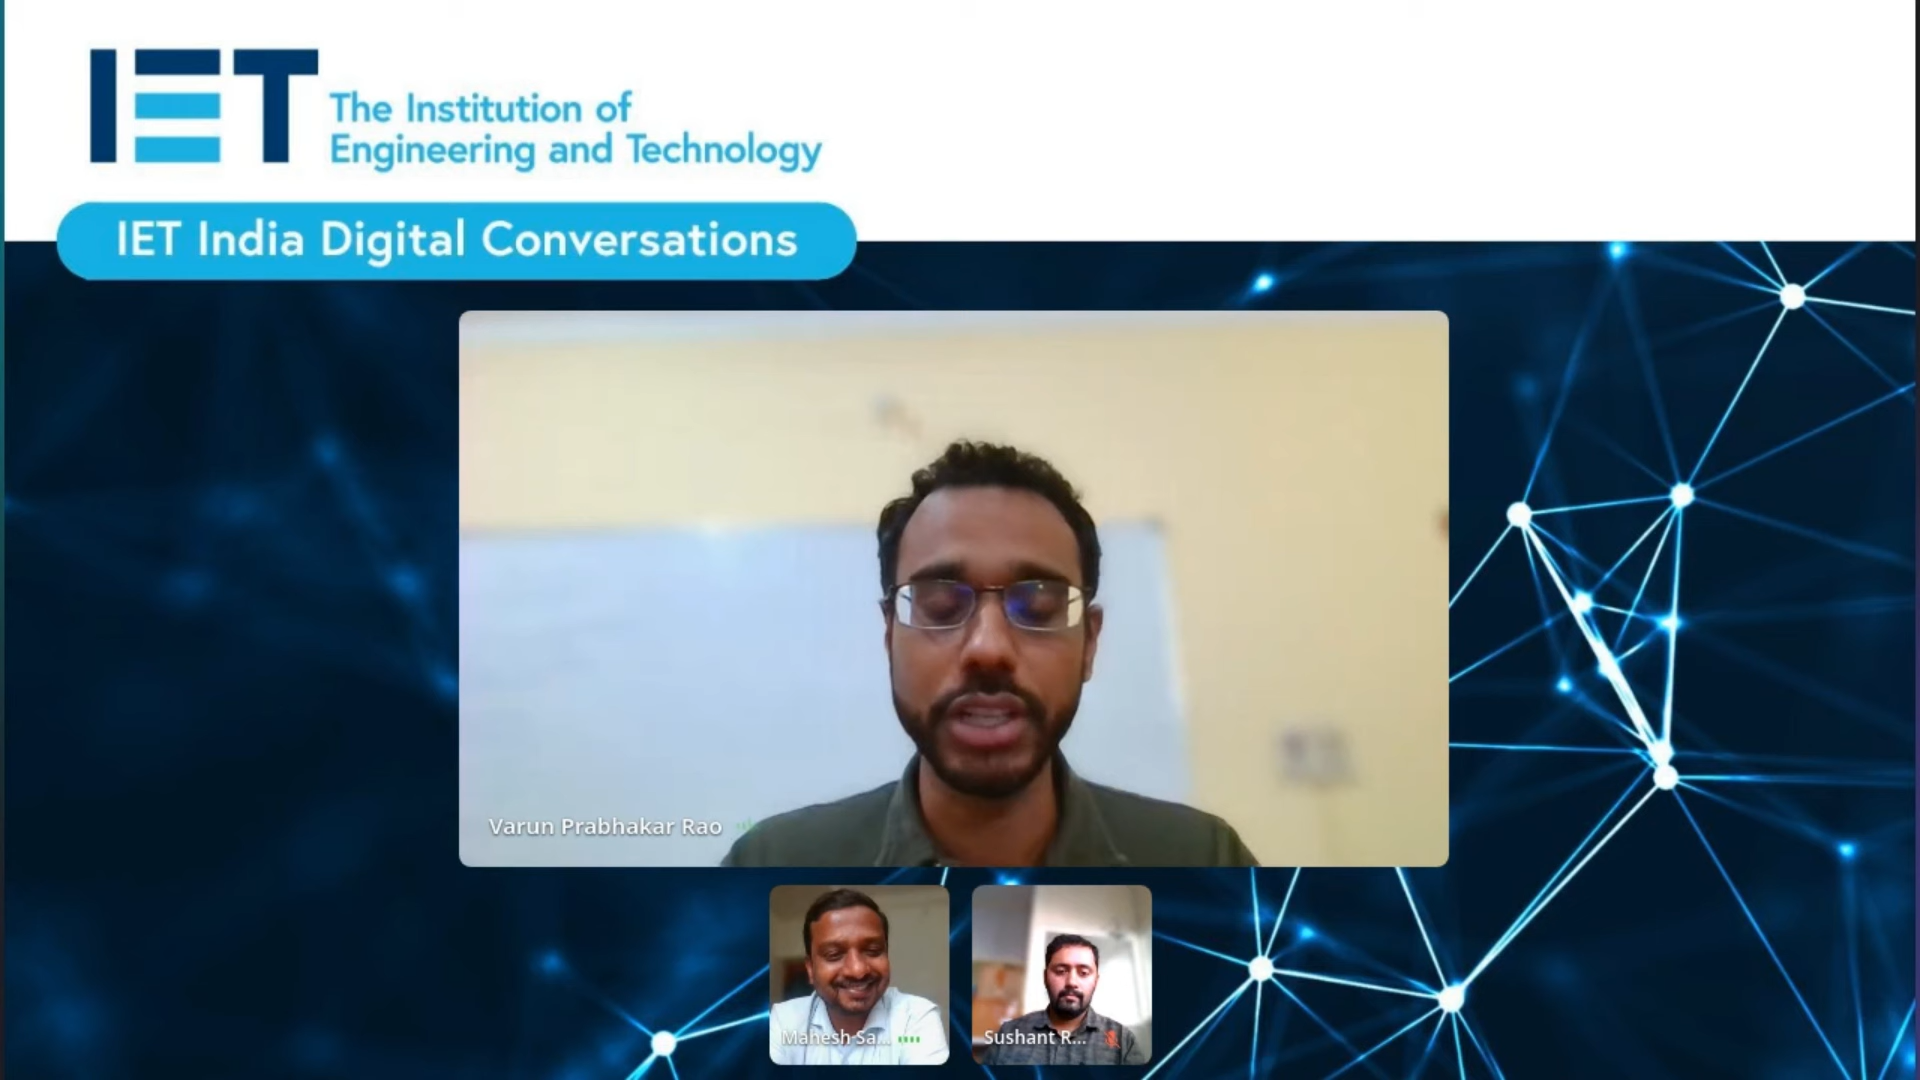 IET
The Institution of
Engineering and Technology
IET India Digital Conversations
Varun Prabhakar Rao
Mahesh Sa...
Sushant R...